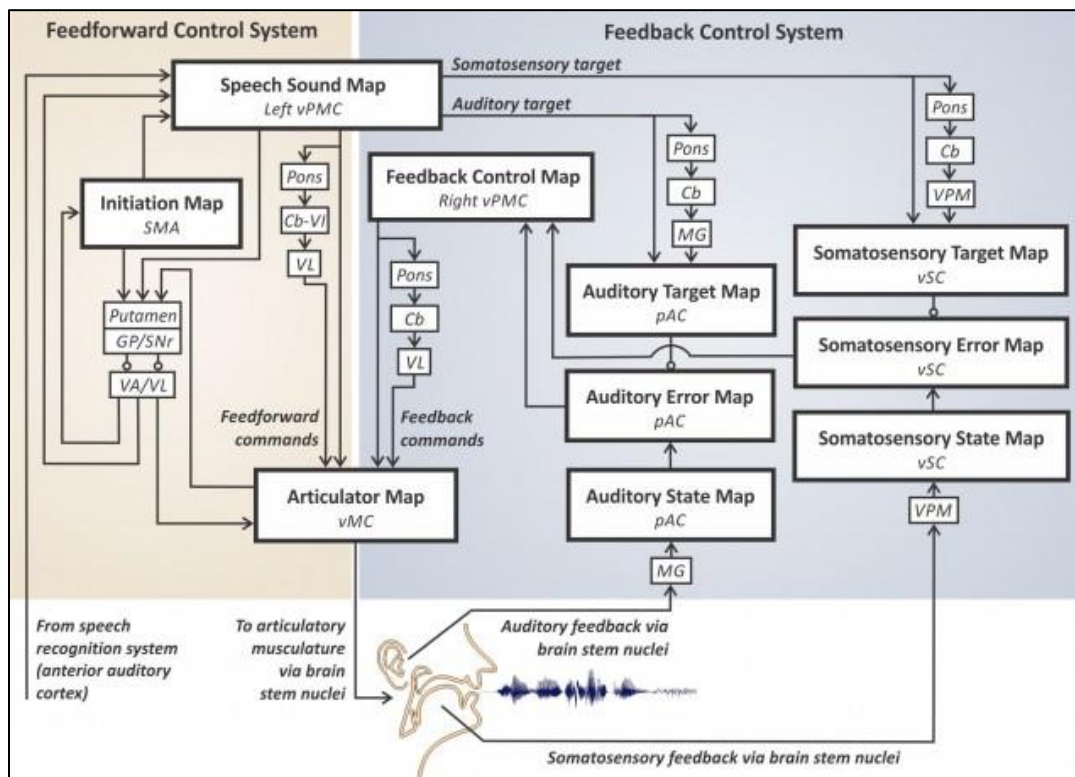 Feedforward Control System
Feedback Control System
Speech Sound Map
Left vPMC
Somatosensory target
Auditory target
Pons
Cb
VPM
Pons
Cb
MG
Pons
Cb-VI
VL
Feedback Control Map
Right vPMC
Initiation Map
SMA
Pons
Cb
VL
Somatosensory Target Map
vSC
Auditory Target Map
pAC
Putamen
GP/SNr
VA/VL
Somatosensory Error Map
vSC
Auditory Error Map
pAC
Feedforward
commands
Feedback
commands
Somatosensory State Map
vSC
Articulator Map
vMC
Auditory State Map
pAC
VPM
MG
From speech
recognition system
(anterior auditory
cortex)
To articulatory
musculature
via brain
stem nuclei
Auditory feedback via
brain stem nuclei
Somatosensory feedback via brain stem nuclei